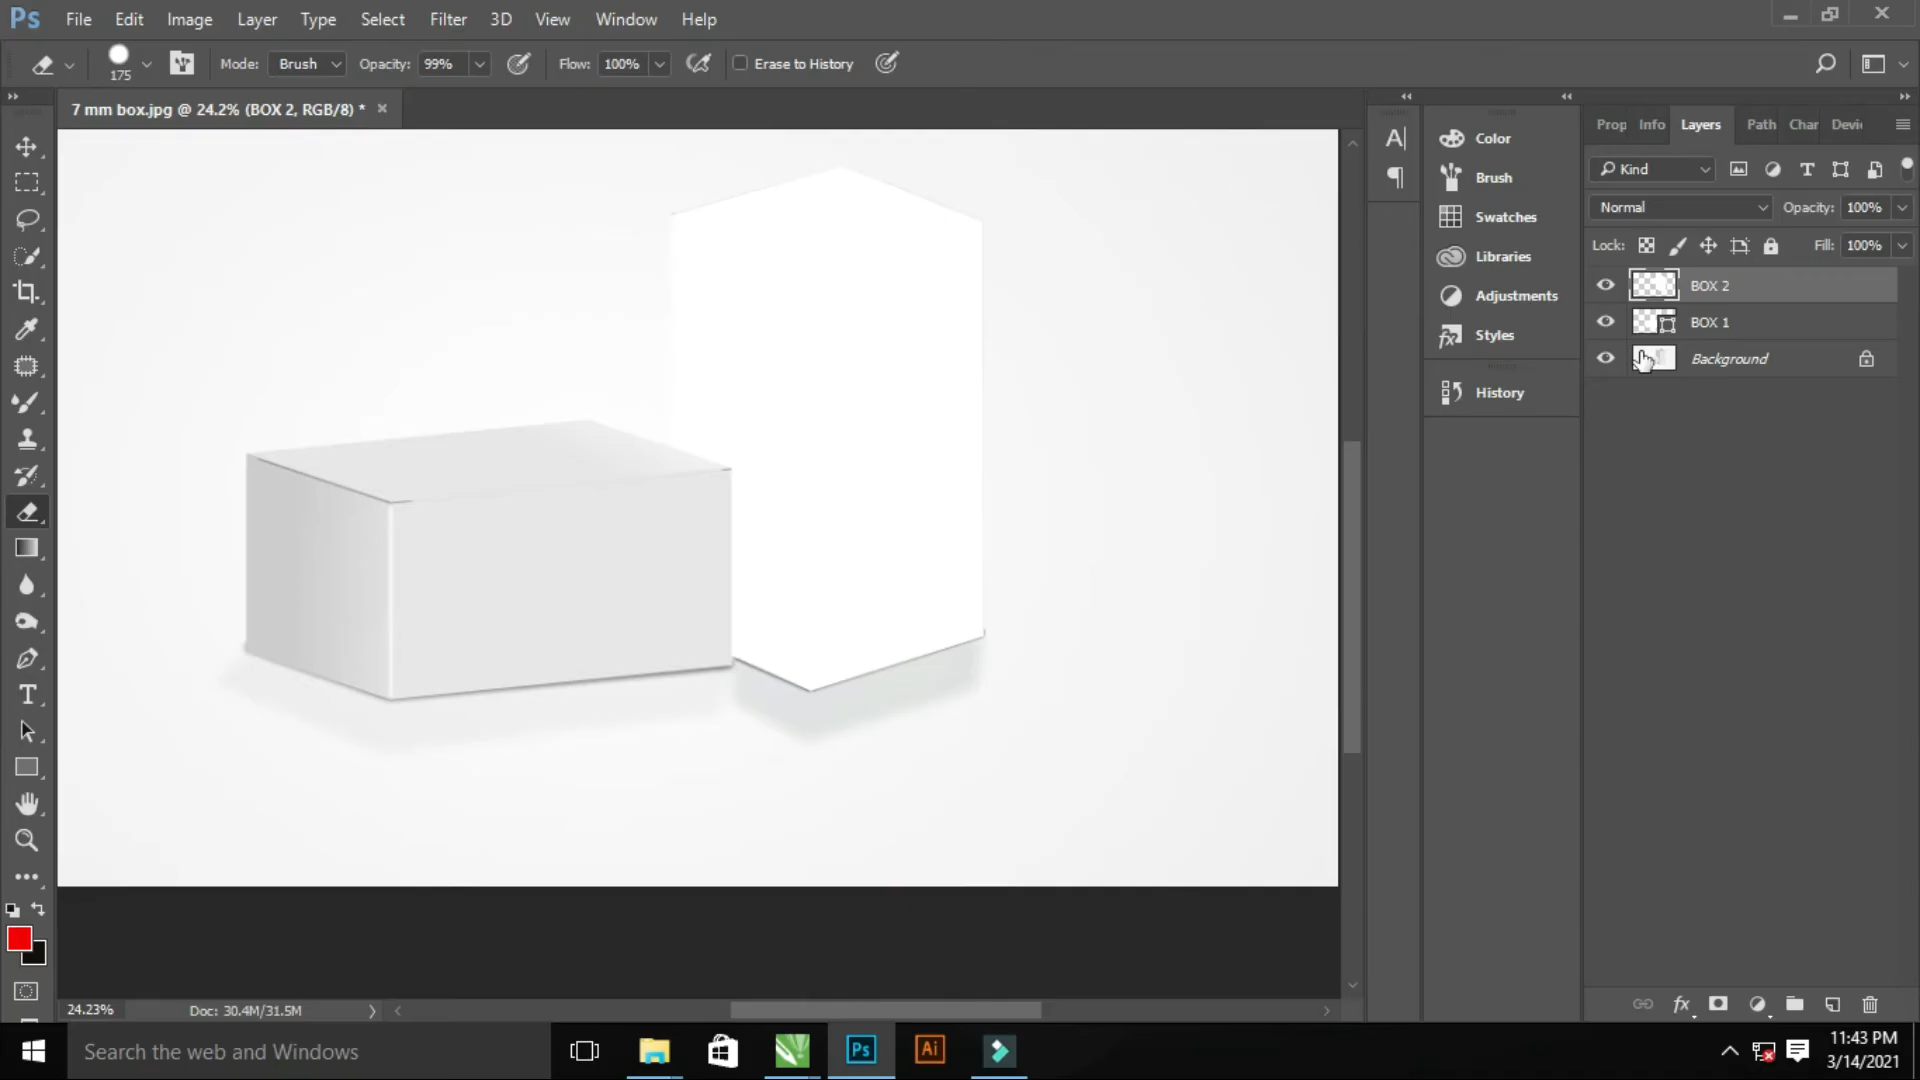 Ps File Edit Image Layer Type Select Filter 3D View Window Help
175 Mode: Brush Opacity: 99% Flow: 100% Erase to History
7 mm box.jpg @ 24.2% (BOX 2, RGB/8) *
Prop Info Layers Path Char Devi
Color
Brush
Swatches
Libraries
Adjustments
Styles
History
Kind
Normal Opacity: 100%
Lock: Fill: 100%
BOX 2
BOX 1
Background
24.23% Doc: 30.4M/31.5M
Search the web and Windows
Ps Ai
11:43 PM
3/14/2021